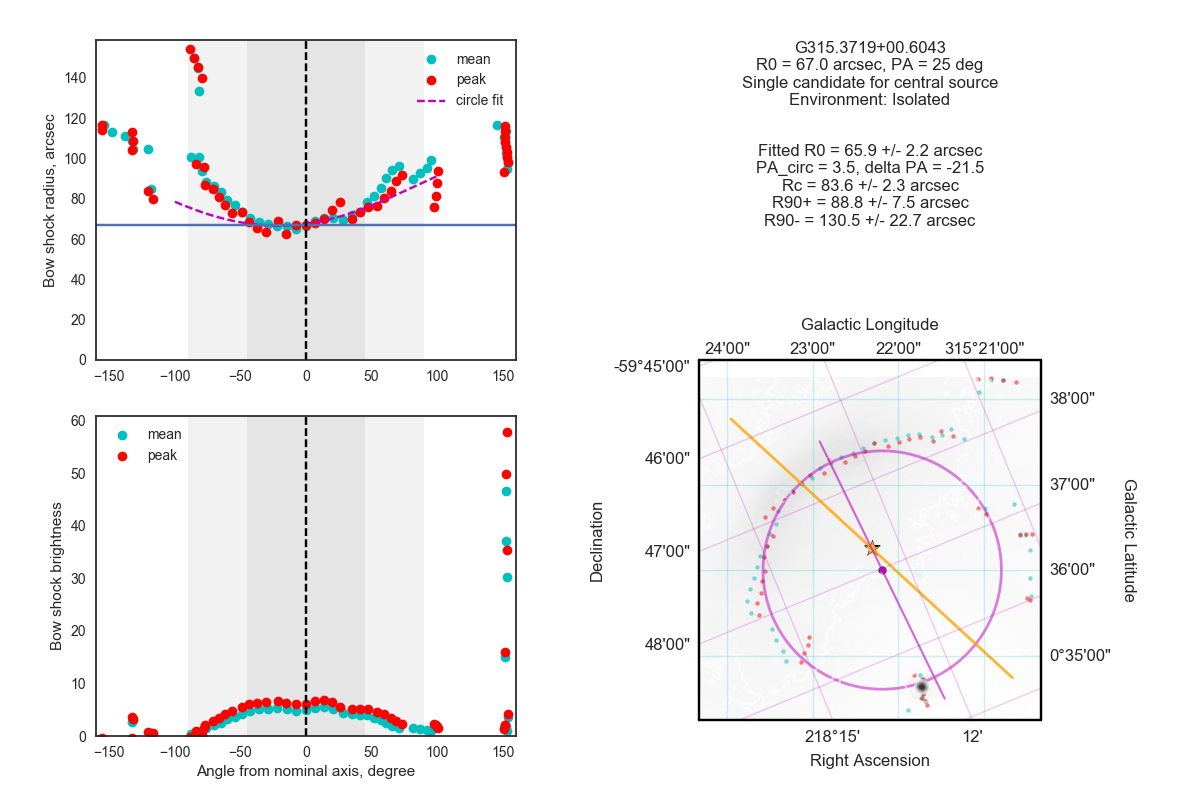 140
120
100
80
60
40
20
0
Bow shock radius, arcsec
mean
peak
circle fit
−150
−100
−50
0
50
100
150
60
50
40
30
20
10
0
Bow shock brightness
mean
peak
−150
−100
−50
0
50
100
150
Angle from nominal axis, degree
G315.3719+00.6043
R0 = 67.0 arcsec, PA = 25 deg
Single candidate for central source
Environment: Isolated
Fitted R0 = 65.9 +/- 2.2 arcsec
PA_circ = 3.5, delta PA = -21.5
Rc = 83.6 +/- 2.3 arcsec
R90+ = 88.8 +/- 7.5 arcsec
R90- = 130.5 +/- 22.7 arcsec
Galactic Longitude
24'00" 23'00" 22'00" 315°21'00"
-59°45'00"
46'00"
47'00"
48'00"
Declination
38'00"
37'00"
36'00"
0°35'00"
Galactic Latitude
218°15' 12'
Right Ascension